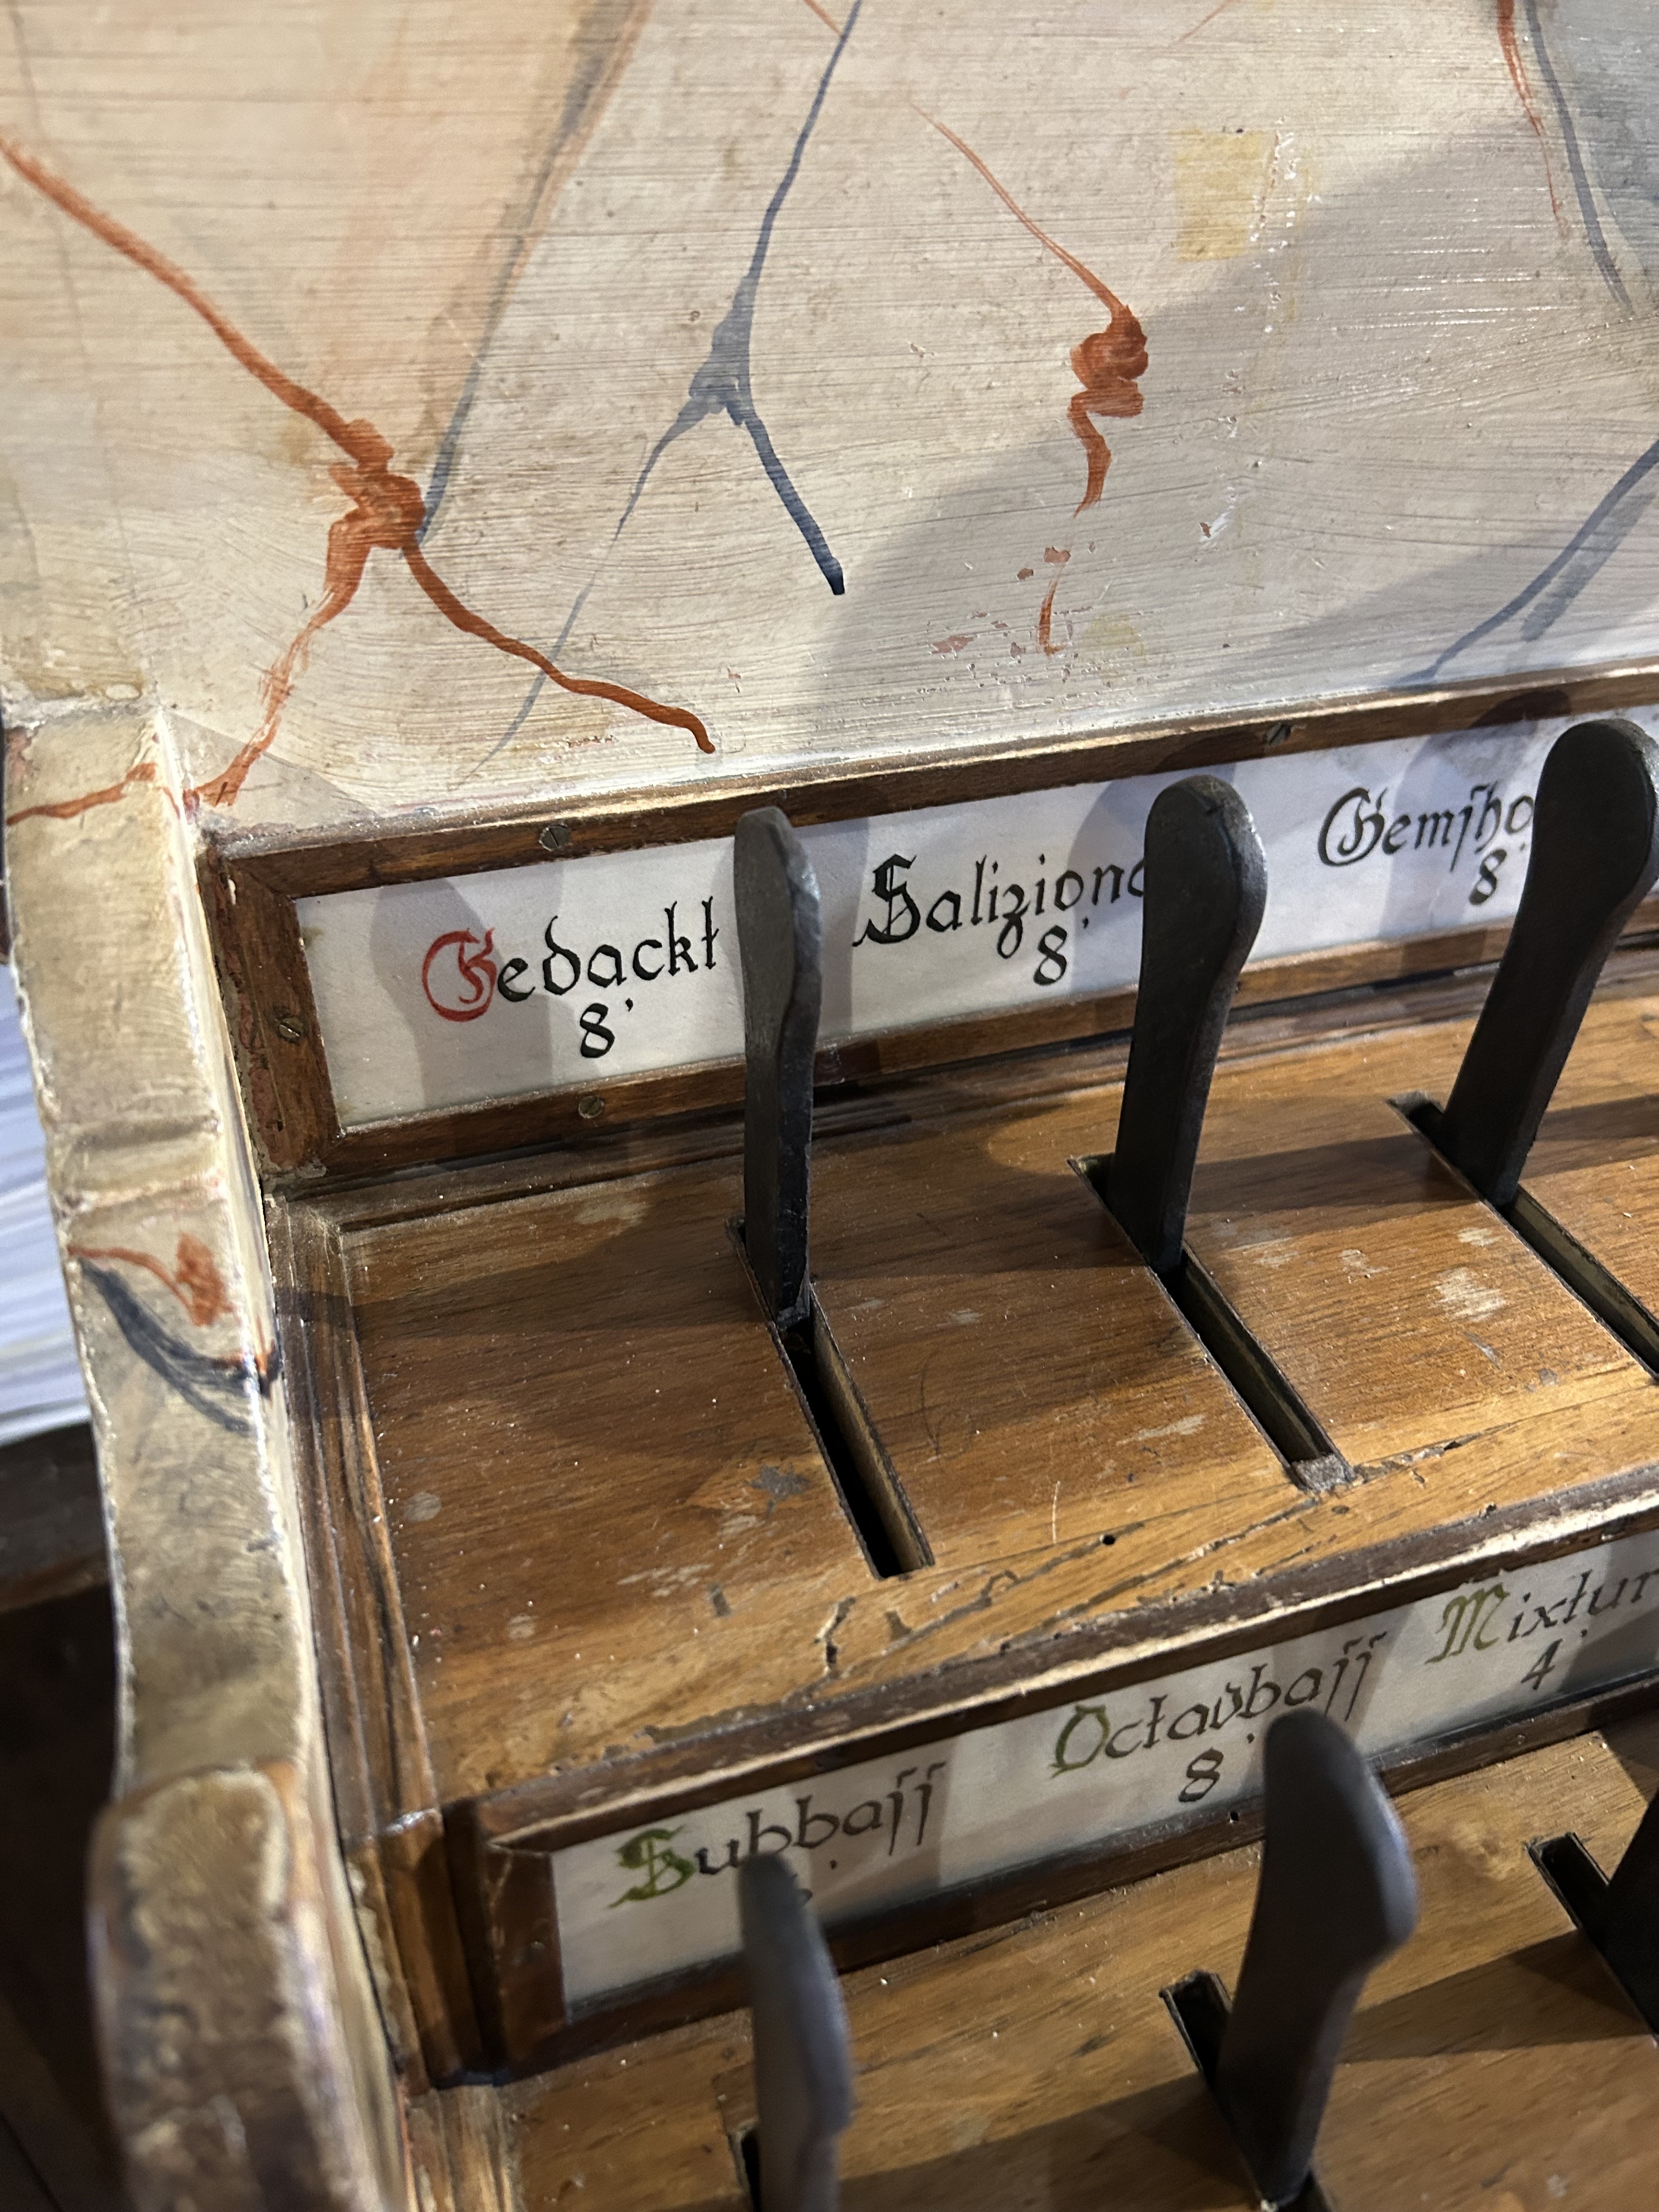 Gedackt
8'
Saliziona
8'
Gemſho
8'
Subbaſſ
Octavbaſſ
8'
Mixtur
4'